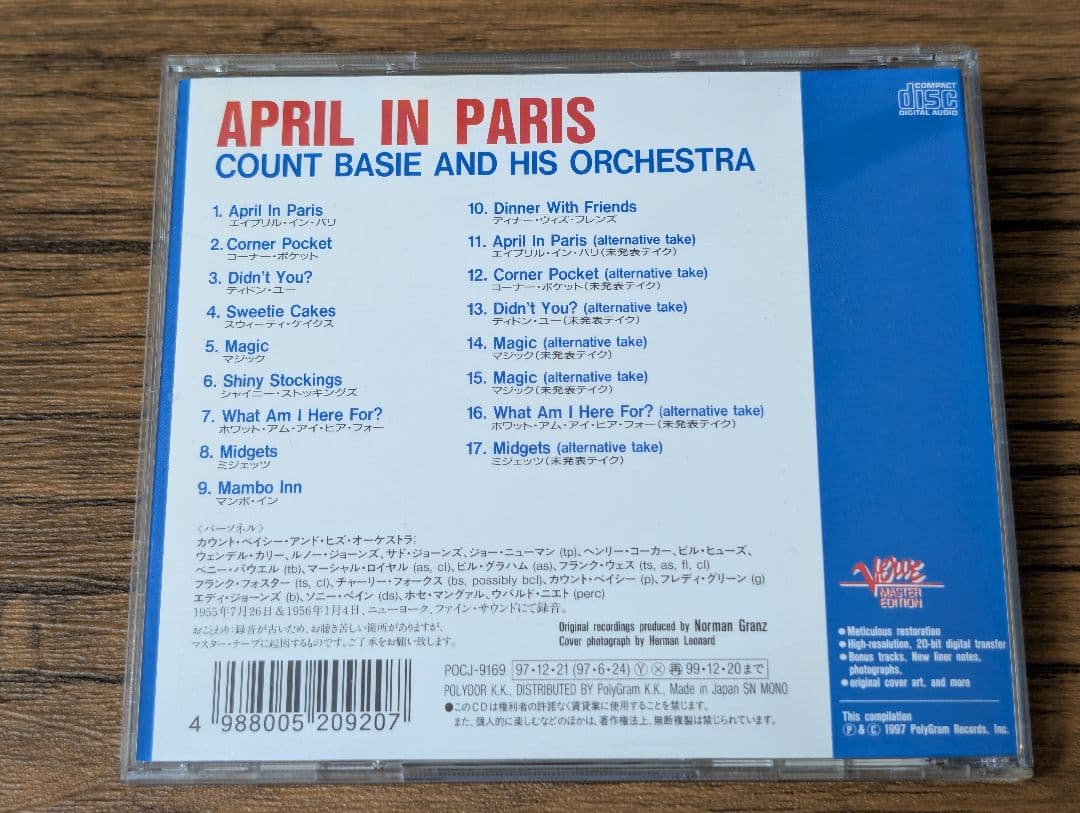 APRIL IN PARIS
COUNT BASIE AND HIS ORCHESTRA
COMPACT
disc
DIGITAL AUDIO
1. April In Paris
エイプリル・イン・パリ
2. Corner Pocket
コーナー・ポケット
3. Didn't You?
ディドン・ユー
4. Sweetie Cakes
スウィーティ・ケイクス
5. Magic
マジック
6. Shiny Stockings
シャイニー・ストッキングズ
7. What Am I Here For?
ホワット・アム・アイ・ヒア・フォー
8. Midgets
ミジェッツ
9. Mambo Inn
マンボ・イン
10. Dinner With Friends
ディナー・ウィズ・フレンズ
11. April In Paris (alternative take)
エイプリル・イン・パリ(未発表テイク)
12. Corner Pocket (alternative take)
コーナー・ポケット(未発表テイク)
13. Didn't You? (alternative take)
ディドン・ユー(未発表テイク)
14. Magic (alternative take)
マジック(未発表テイク)
15. Magic (alternative take)
マジック(未発表テイク)
16. What Am I Here For? (alternative take)
ホワット・アム・アイ・ヒア・フォー(未発表テイク)
17. Midgets (alternative take)
ミジェッツ(未発表テイク)
〈パーソネル〉
カウント・ベイシー・アンド・ヒズ・オーケストラ:
ウェンデル・カリー、ルノー・ジョーンズ、サド・ジョーンズ、ジョー・ニューマン (tp)、ヘンリー・コーカー、ビル・ヒューズ、
ベニー・パウエル (tb)、マーシャル・ロイヤル (as, cl)、ビル・グラハム (as)、フランク・ウェス (ts, as, fl, cl)
フランク・フォスター (ts, cl)、チャーリー・フォークス (bs, possibly bcl)、カウント・ベイシー (p)、フレディ・グリーン (g)
エディ・ジョーンズ (b)、ソニー・ペイン (ds)、ホセ・マングァル、ウバルド・ニエト (perc)
1955年7月26日&1956年1月4日、ニューヨーク、ファイン・サウンドにて録音。
おことわり:録音が古いため、お聴き苦しい箇所がありますが、
マスター・テープに起因するものです。ご了承をお願い致します。
Original recordings produced by Norman Granz
Cover photograph by Herman Leonard
4 988005 209207
POCJ-9169 97・12・21 (97・6・24) Ⓨ ⓧ 再 99・12・20まで
POLYDOR K.K., DISTRIBUTED BY PolyGram K.K., Made in Japan SN MONO
●このCDは権利者の許諾なく賃貸業に使用することを禁じます。
また、個人的に楽しむなどのほかは、著作権法上、無断複製は禁じられています。
Verve
MASTER
EDITION
●Meticulous restoration
●High-resolution, 20-bit digital transfer
●Bonus tracks, New liner notes,
photographs,
●original cover art, and more
This compilation
Ⓟ & Ⓒ 1997 PolyGram Records, Inc.